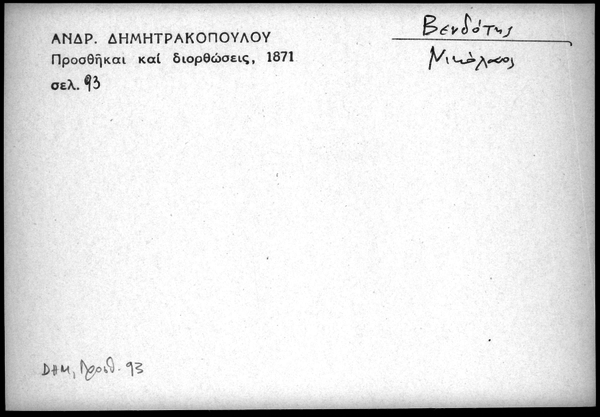 ΑΝΔΡ. ΔΗΜΗΤΡΑΚΟΠΟΥΛΟΥ
Προσθῆκαι καί διορθώσεις, 1871
σελ. 93
Βενδότης
Νικόλαος
ΔΗΜ, Προσθ. 93